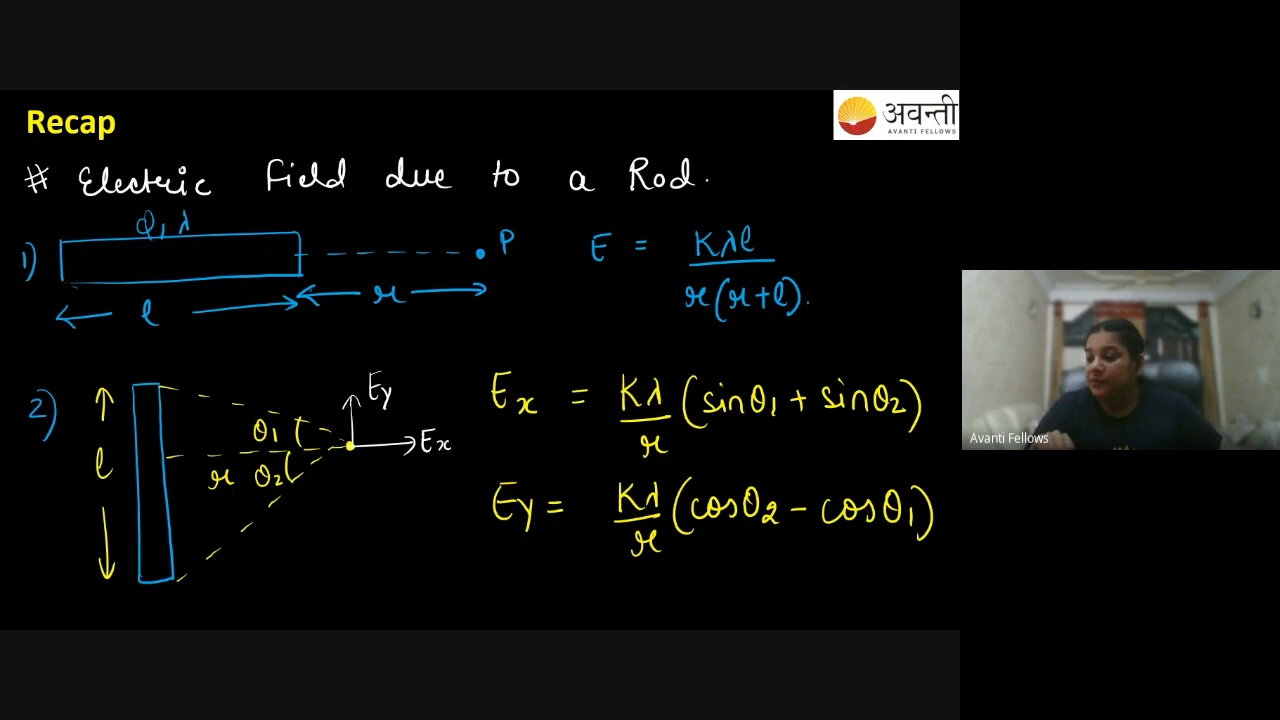 Recap
अवन्ती
AVANTI FELLOWS
# Electric Field due to a Rod.
1) Q, λ P E = Kλl / r(r+l).
l r
2) l θ1 θ2 r Ey Ex
Ex = Kλ/r (sinθ1 + sinθ2)
Ey = Kλ/r (cosθ2 - cosθ1)
Avanti Fellows